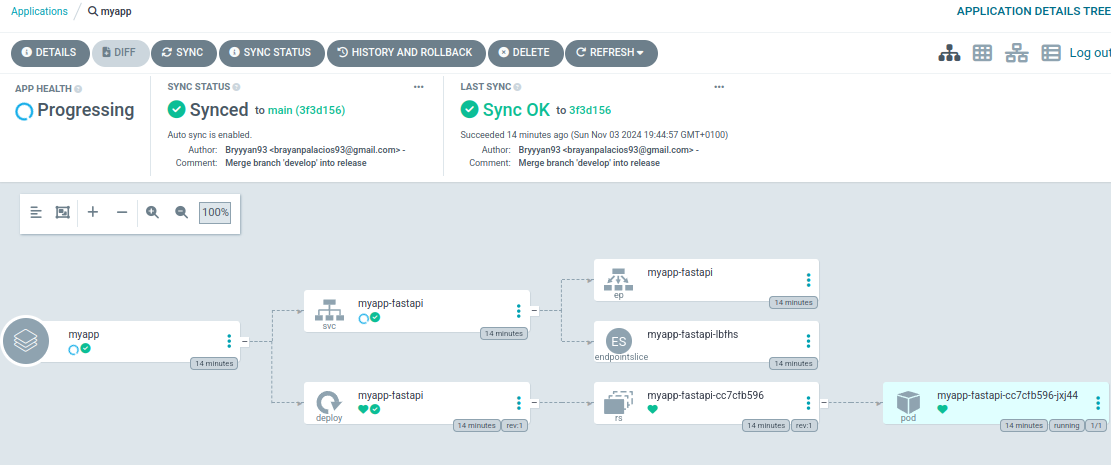 Applications / myapp
APPLICATION DETAILS TREE
DETAILS DIFF SYNC SYNC STATUS HISTORY AND ROLLBACK DELETE REFRESH
Log out
APP HEALTH
Progressing
SYNC STATUS
Synced to main (3f3d156)
Auto sync is enabled.
Author: Bryyyan93 <brayanpalacios93@gmail.com> -
Comment: Merge branch 'develop' into release
LAST SYNC
Sync OK to 3f3d156
Succeeded 14 minutes ago (Sun Nov 03 2024 19:44:57 GMT+0100)
Author: Bryyyan93 <brayanpalacios93@gmail.com> -
Comment: Merge branch 'develop' into release
100%
myapp
14 minutes
svc
myapp-fastapi
14 minutes
deploy
myapp-fastapi
14 minutes rev:1
ep
myapp-fastapi
14 minutes
ES
endpointslice
myapp-fastapi-lbfhs
14 minutes
rs
myapp-fastapi-cc7cfb596
14 minutes rev:1
pod
myapp-fastapi-cc7cfb596-jxj44
14 minutes running 1/1